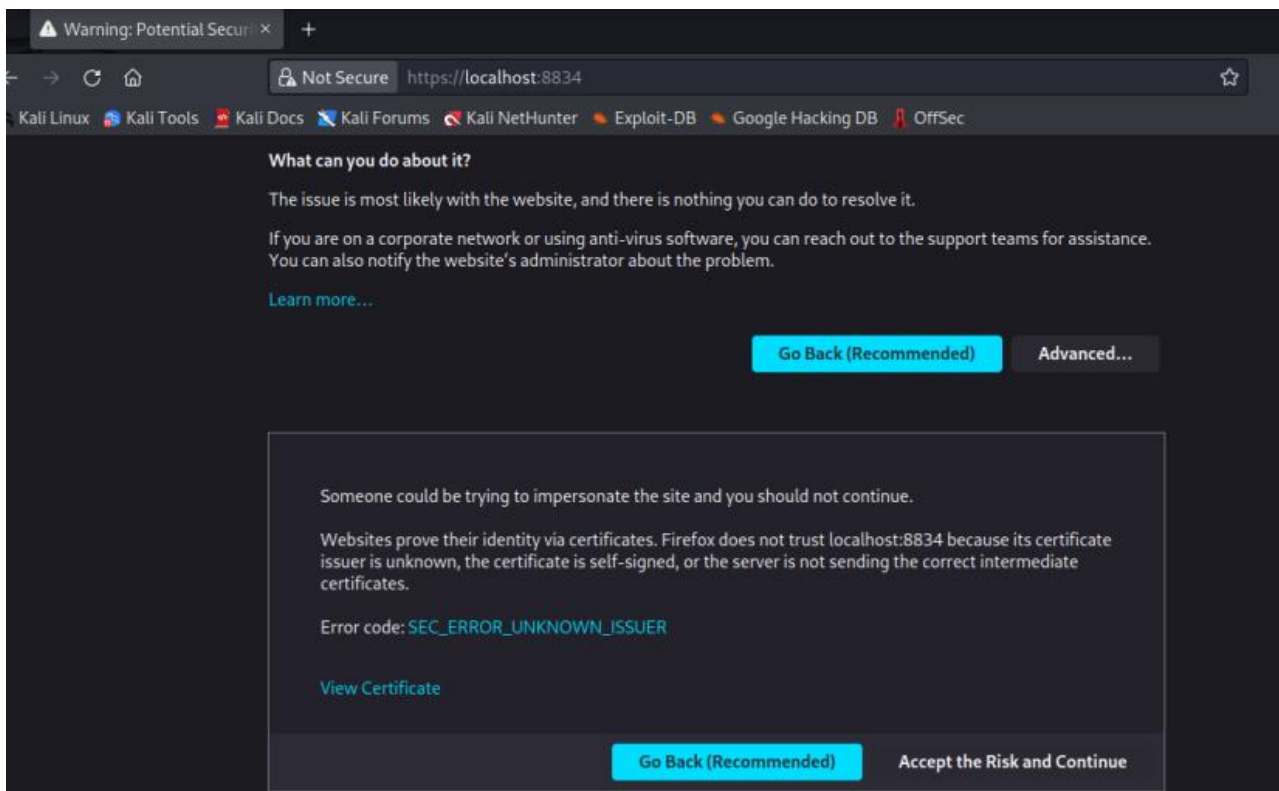 Warning: Potential Securi
Not Secure https://localhost:8834
Kali Linux Kali Tools Kali Docs Kali Forums Kali NetHunter Exploit-DB Google Hacking DB OffSec
What can you do about it?
The issue is most likely with the website, and there is nothing you can do to resolve it.
If you are on a corporate network or using anti-virus software, you can reach out to the support teams for assistance.
You can also notify the website's administrator about the problem.
Learn more…
Go Back (Recommended) Advanced…
Someone could be trying to impersonate the site and you should not continue.
Websites prove their identity via certificates. Firefox does not trust localhost:8834 because its certificate
issuer is unknown, the certificate is self-signed, or the server is not sending the correct intermediate
certificates.
Error code: SEC_ERROR_UNKNOWN_ISSUER
View Certificate
Go Back (Recommended) Accept the Risk and Continue